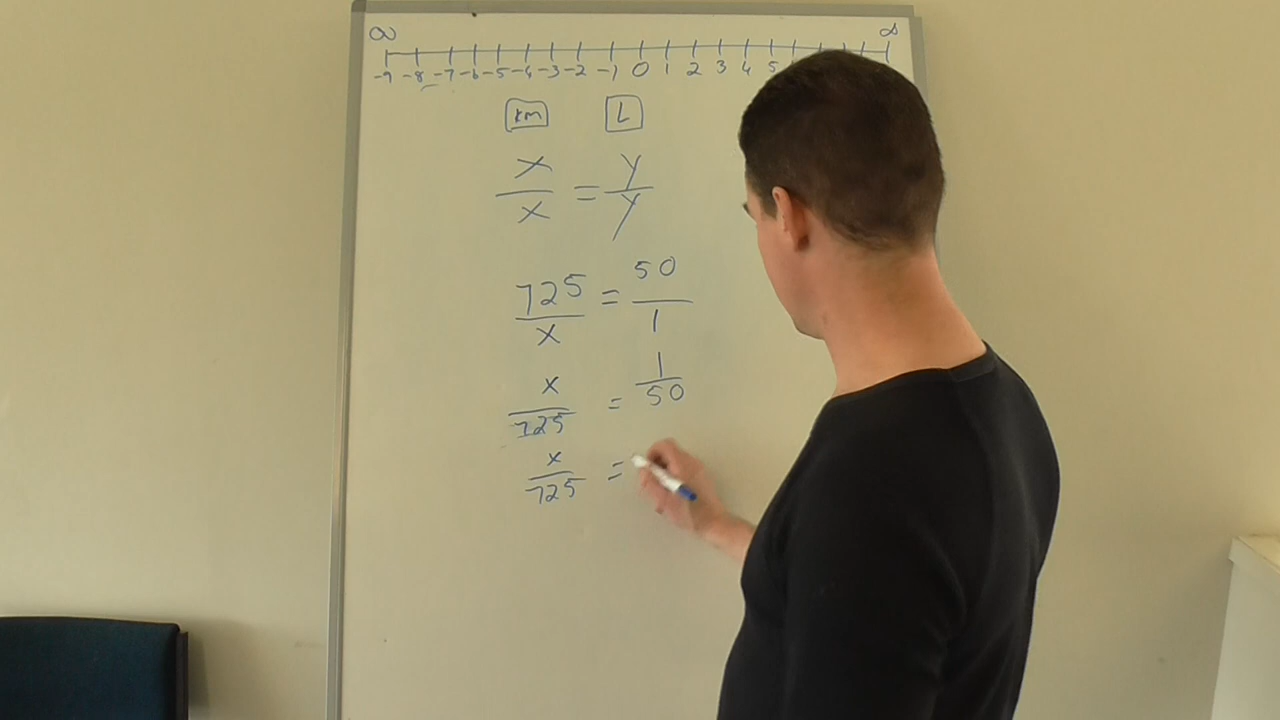 ∞ ∞
-9 -8 -7 -6 -5 -4 -3 -2 -1 0 1 2 3 4 5
km L
x/x = y/y
725/x = 50/1
x/725 = 1/50
x/725 =